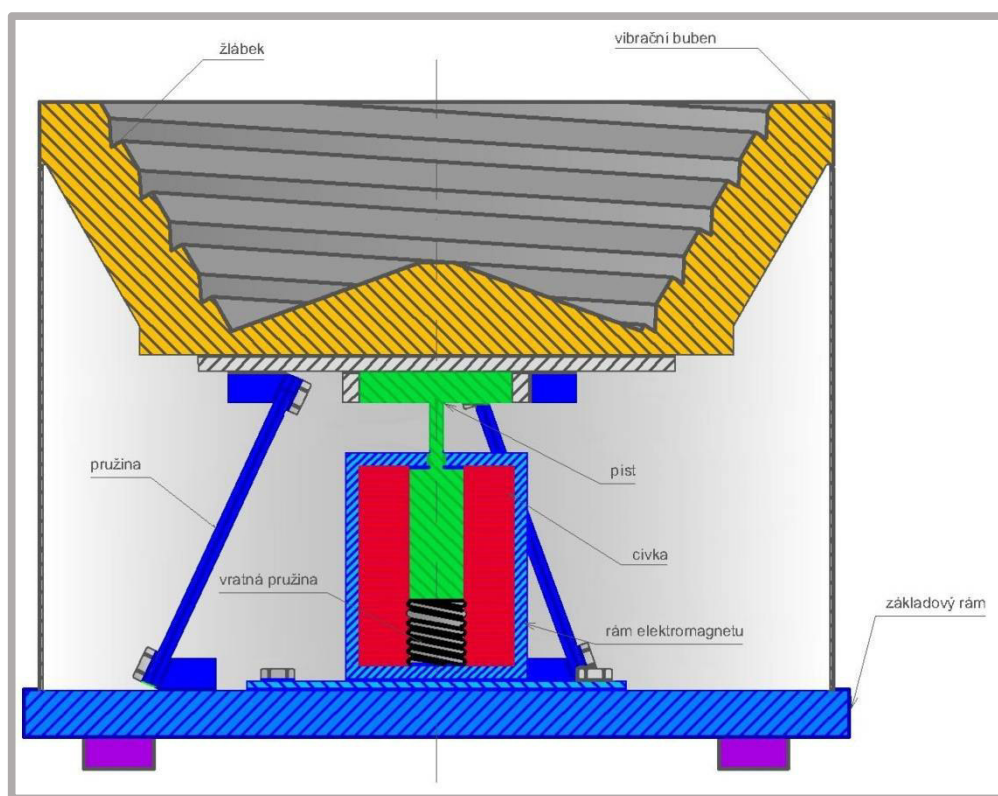 žlábek
vibrační buben
pružina
píst
cívka
vratná pružina
rám elektromagnetu
základový rám